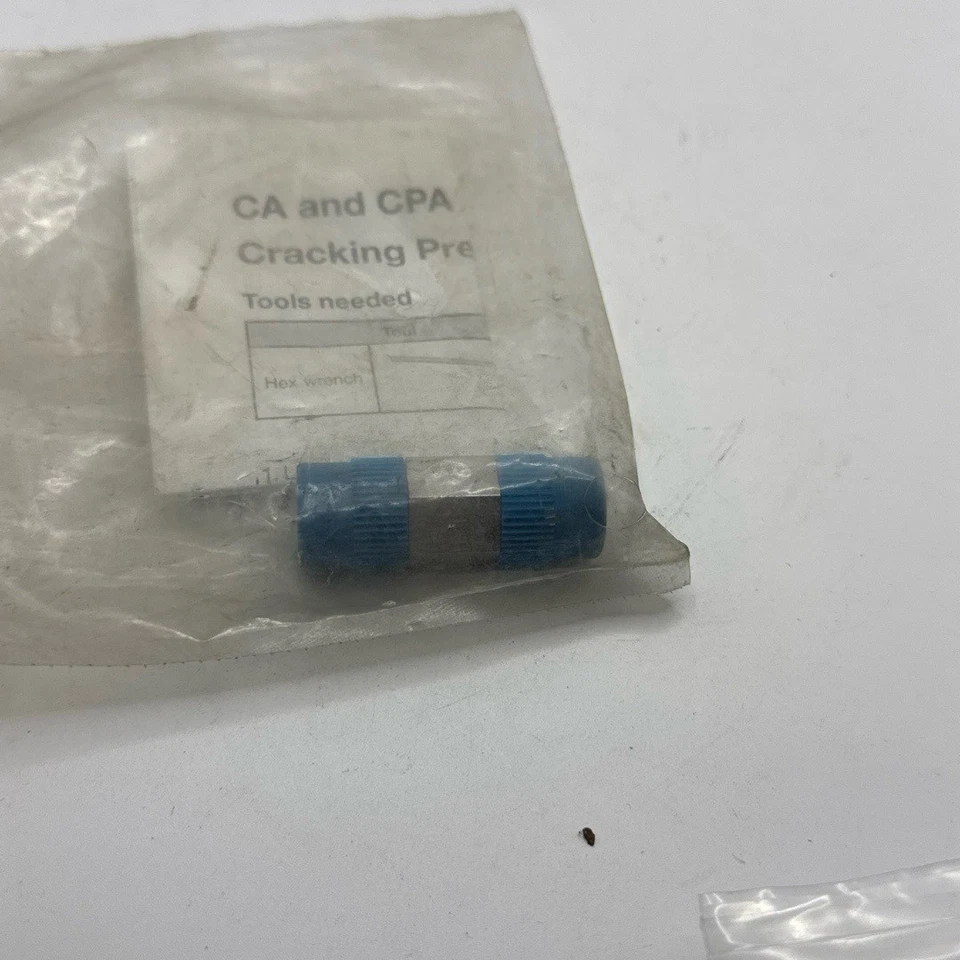 CA and CPA
Cracking Pre
Tools needed
Tool
Hex wrench